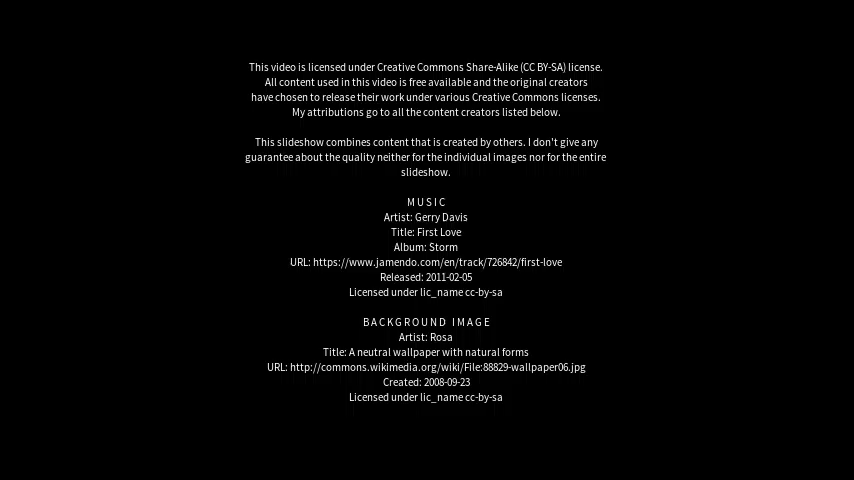 This video is licensed under Creative Commons Share-Alike (CC BY-SA) license.
All content used in this video is free available and the original creators
have chosen to release their work under various Creative Commons licenses.
My attributions go to all the content creators listed below.
This slideshow combines content that is created by others. I don't give any
guarantee about the quality neither for the individual images nor for the entire
slideshow.
MUSIC
Artist: Gerry Davis
Title: First Love
Album: Storm
URL: https://www.jamendo.com/en/track/726842/first-love
Released: 2011-02-05
Licensed under lic_name cc-by-sa
BACKGROUND IMAGE
Artist: Rosa
Title: A neutral wallpaper with natural forms
URL: http://commons.wikimedia.org/wiki/File:88829-wallpaper06.jpg
Created: 2008-09-23
Licensed under lic_name cc-by-sa